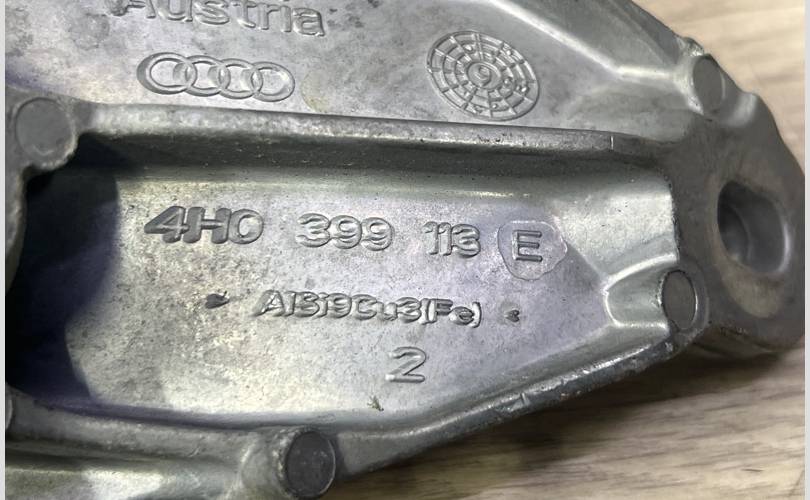 Austria
4H0 399 113 E
AlSi9Cu3(Fe)
2